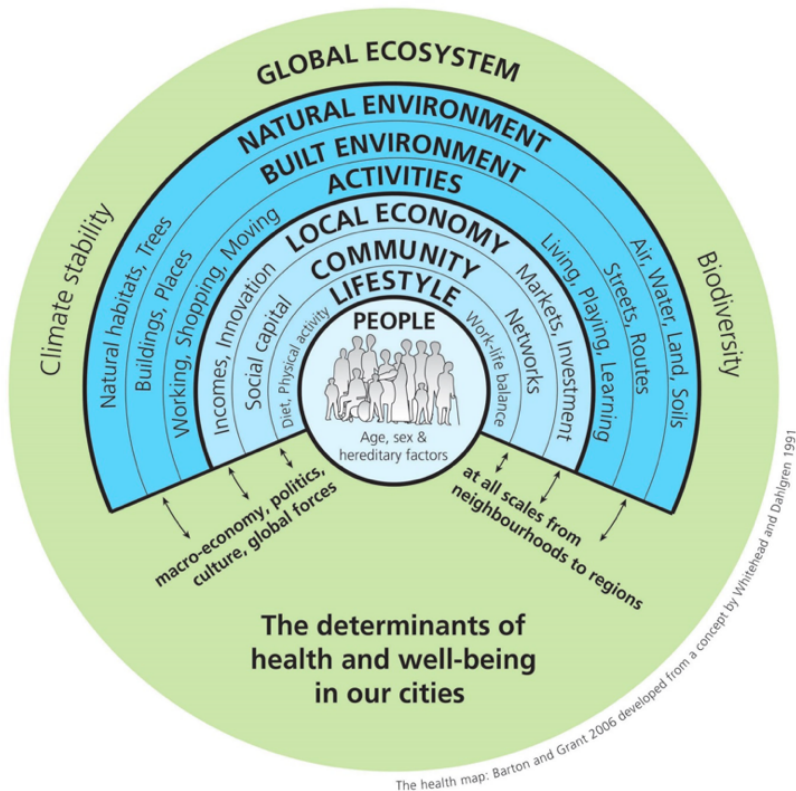 GLOBAL ECOSYSTEM
NATURAL ENVIRONMENT
BUILT ENVIRONMENT
ACTIVITIES
LOCAL ECONOMY
COMMUNITY
LIFESTYLE
PEOPLE
Age, sex &
hereditary factors
Climate stability
Natural habitats, Trees
Buildings, Places
Working, Shopping, Moving
Incomes, Innovation
Social capital
Diet, Physical activity
Work-life balance
Networks
Markets, Investment
Living, Playing, Learning
Streets, Routes
Air, Water, Land, Soils
Biodiversity
macro-economy, politics,
culture, global forces
at all scales from
neighbourhoods to regions
The determinants of
health and well-being
in our cities
The health map: Barton and Grant 2006 developed from a concept by Whitehead and Dahlgren 1991